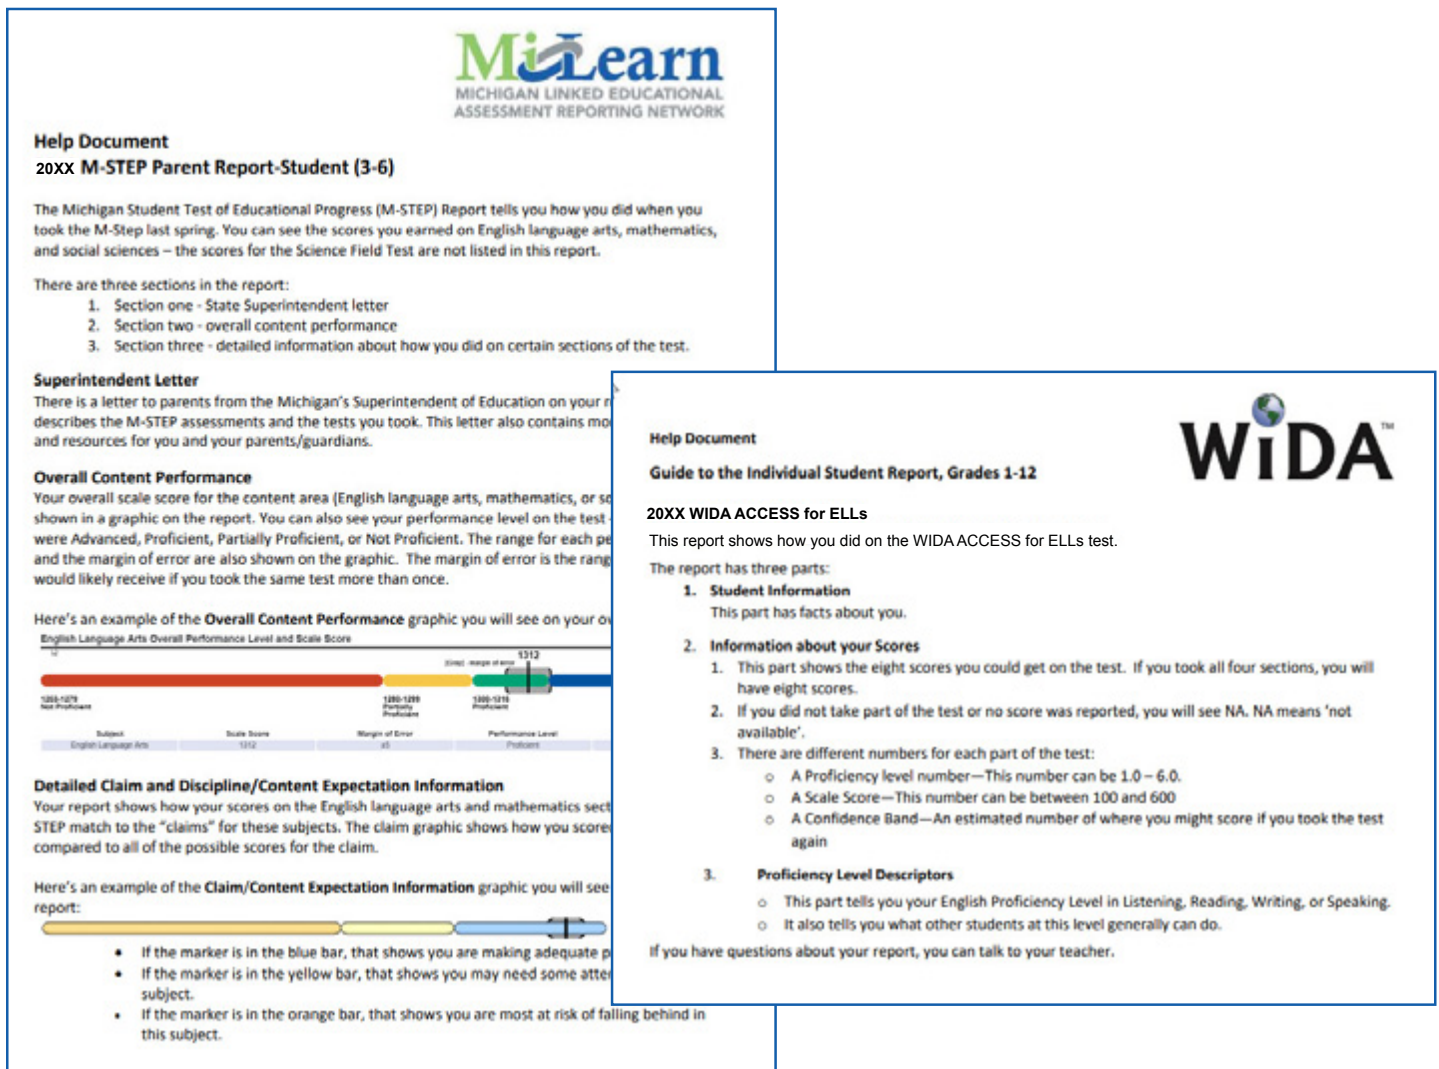 MiLearn
MICHIGAN LINKED EDUCATIONAL
ASSESSMENT REPORTING NETWORK
Help Document
20XX M-STEP Parent Report-Student (3-6)
The Michigan Student Test of Educational Progress (M-STEP) Report tells you how you did when you
took the M-Step last spring. You can see the scores you earned on English language arts, mathematics,
and social sciences – the scores for the Science Field Test are not listed in this report.
There are three sections in the report:
1. Section one - State Superintendent letter
2. Section two - overall content performance
3. Section three - detailed information about how you did on certain sections of the test.
Superintendent Letter
There is a letter to parents from the Michigan's Superintendent of Education on your
describes the M-STEP assessments and the tests you took. This letter also contains
and resources for you and your parents/guardians.
Overall Content Performance
Your overall scale score for the content area (English language arts, mathematics, or
shown in a graphic on the report. You can also see your performance level on the test
were Advanced, Proficient, Partially Proficient, or Not Proficient. The range for each
and the margin of error are also shown on the graphic. The margin of error is the
would likely receive if you took the same test more than once.
Here's an example of the Overall Content Performance graphic you will see on your
English Language Arts Overall Performance Level and Scale Score
1312
margin of error
1280-1299
1300-1316
Not Proficient
Partially
Proficient
Proficient
Subject Scale Score Margin of Error Performance Level
English Language Arts 1312 ±5 Proficient
Detailed Claim and Discipline/Content Expectation Information
Your report shows how your scores on the English language arts and mathematics
STEP match to the "claims" for these subjects. The claim graphic shows how you
compared to all of the possible scores for the claim.
Here's an example of the Claim/Content Expectation Information graphic you will see
report:
• If the marker is in the blue bar, that shows you are making adequate
• If the marker is in the yellow bar, that shows you may need some
subject.
• If the marker is in the orange bar, that shows you are most at risk of falling behind in
this subject.
WiDA™
Help Document
Guide to the Individual Student Report, Grades 1-12
20XX WIDA ACCESS for ELLs
This report shows how you did on the WIDA ACCESS for ELLs test.
The report has three parts:
1. Student Information
This part has facts about you.
2. Information about your Scores
1. This part shows the eight scores you could get on the test. If you took all four sections, you will
have eight scores.
2. If you did not take part of the test or no score was reported, you will see NA. NA means 'not
available'.
3. There are different numbers for each part of the test:
o A Proficiency level number—This number can be 1.0 – 6.0.
o A Scale Score—This number can be between 100 and 600
o A Confidence Band—An estimated number of where you might score if you took the test
again
3. Proficiency Level Descriptors
o This part tells you your English Proficiency Level in Listening, Reading, Writing, or Speaking.
o It also tells you what other students at this level generally can do.
If you have questions about your report, you can talk to your teacher.